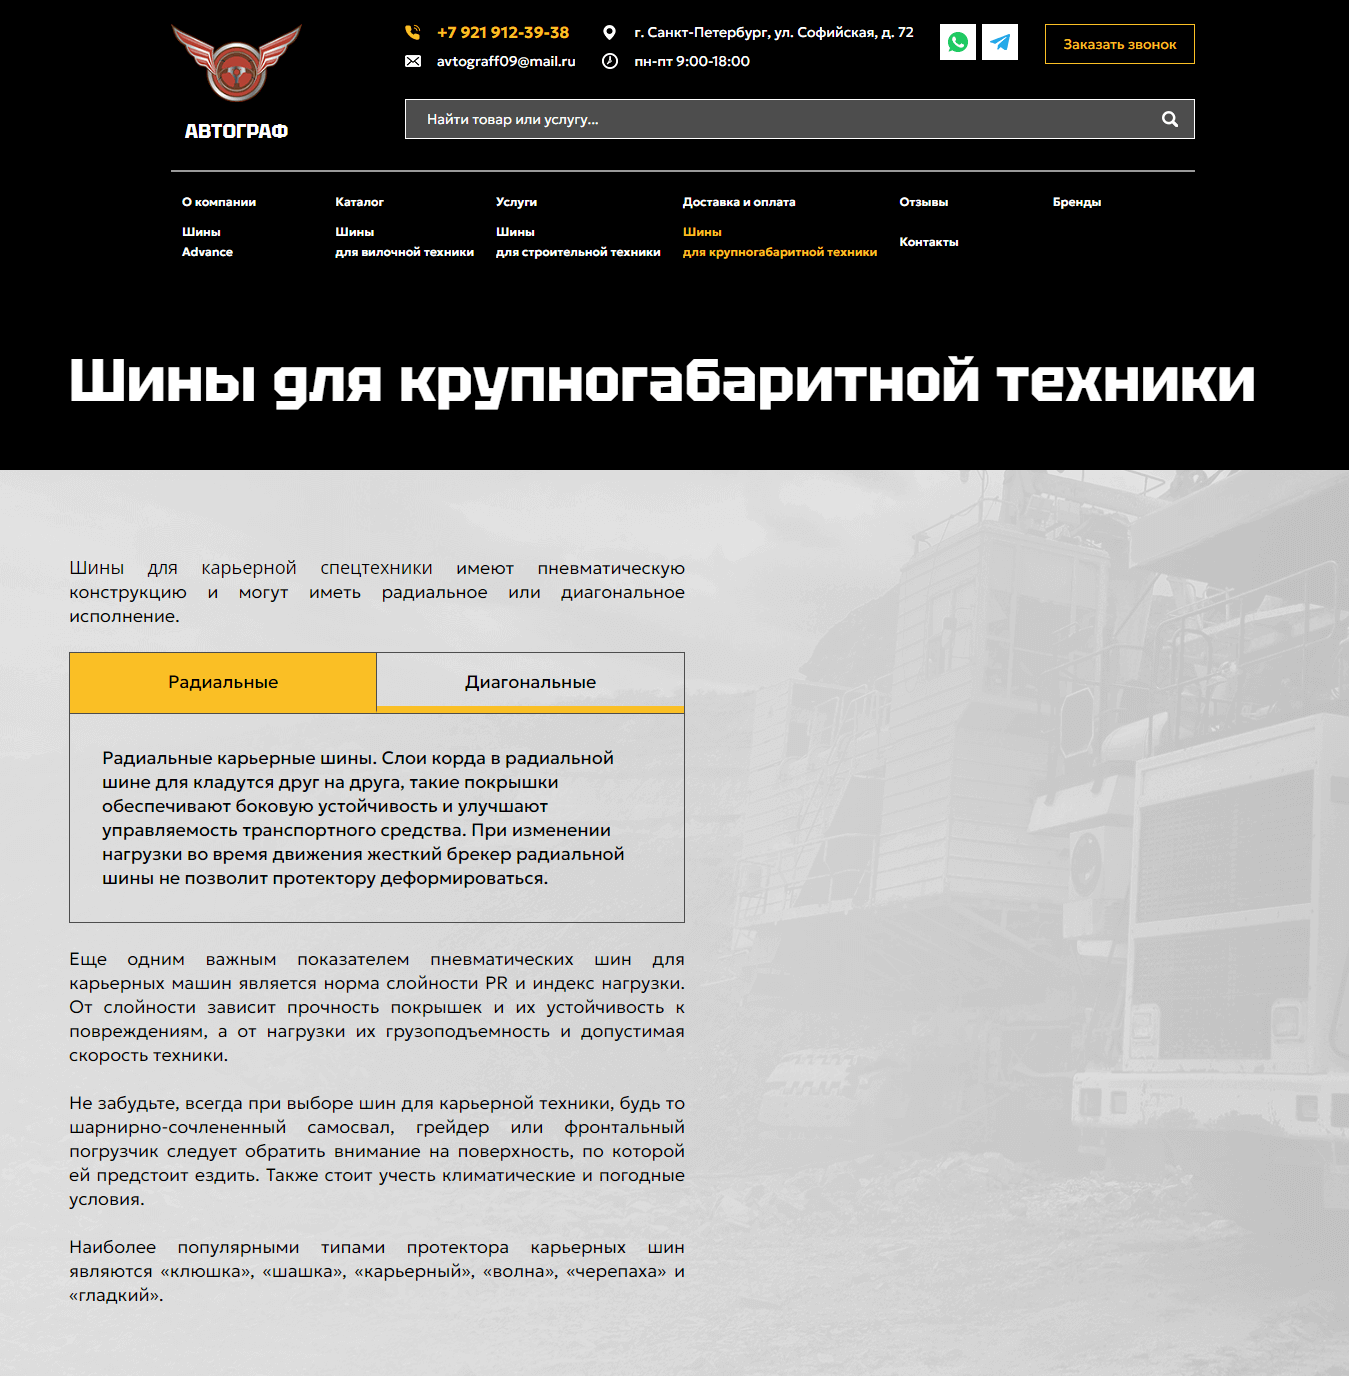 АВТОГРАФ
+7 921 912-39-38
avtograff09@mail.ru
г. Санкт-Петербург, ул. Софийская, д. 72
пн-пт 9:00-18:00
Заказать звонок
Найти товар или услугу...
О компании
Каталог
Услуги
Доставка и оплата
Отзывы
Бренды
Шины
Advance
Шины
для вилочной техники
Шины
для строительной техники
Шины
для крупногабаритной техники
Контакты
Шины для крупногабаритной техники
Шины для карьерной спецтехники имеют пневматическую
конструкцию и могут иметь радиальное или диагональное
исполнение.
Радиальные
Диагональные
Радиальные карьерные шины. Слои корда в радиальной
шине для кладутся друг на друга, такие покрышки
обеспечивают боковую устойчивость и улучшают
управляемость транспортного средства. При изменении
нагрузки во время движения жесткий брекер радиальной
шины не позволит протектору деформироваться.
Еще одним важным показателем пневматических шин для
карьерных машин является норма слойности PR и индекс нагрузки.
От слойности зависит прочность покрышек и их устойчивость к
повреждениям, а от нагрузки их грузоподъемность и допустимая
скорость техники.
Не забудьте, всегда при выборе шин для карьерной техники, будь то
шарнирно-сочлененный самосвал, грейдер или фронтальный
погрузчик следует обратить внимание на поверхность, по которой
ей предстоит ездить. Также стоит учесть климатические и погодные
условия.
Наиболее популярными типами протектора карьерных шин
являются «клюшка», «шашка», «карьерный», «волна», «черепаха» и
«гладкий».